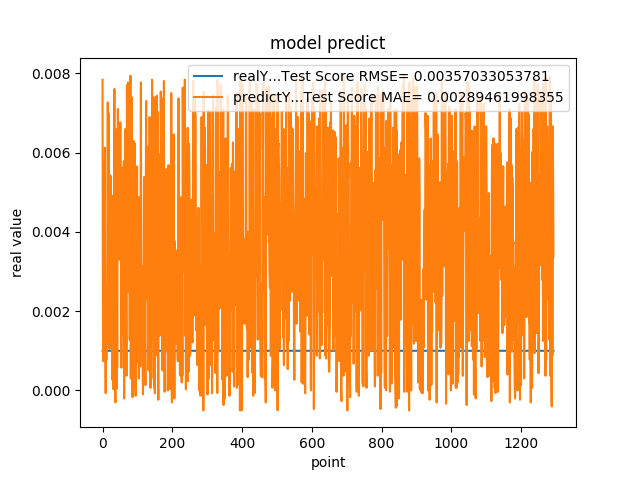 model predict
realY...Test Score RMSE= 0.00357033053781
predictY...Test Score MAE= 0.00289461998355
0.008
0.006
0.004
0.002
0.000
real value
0 200 400 600 800 1000 1200
point